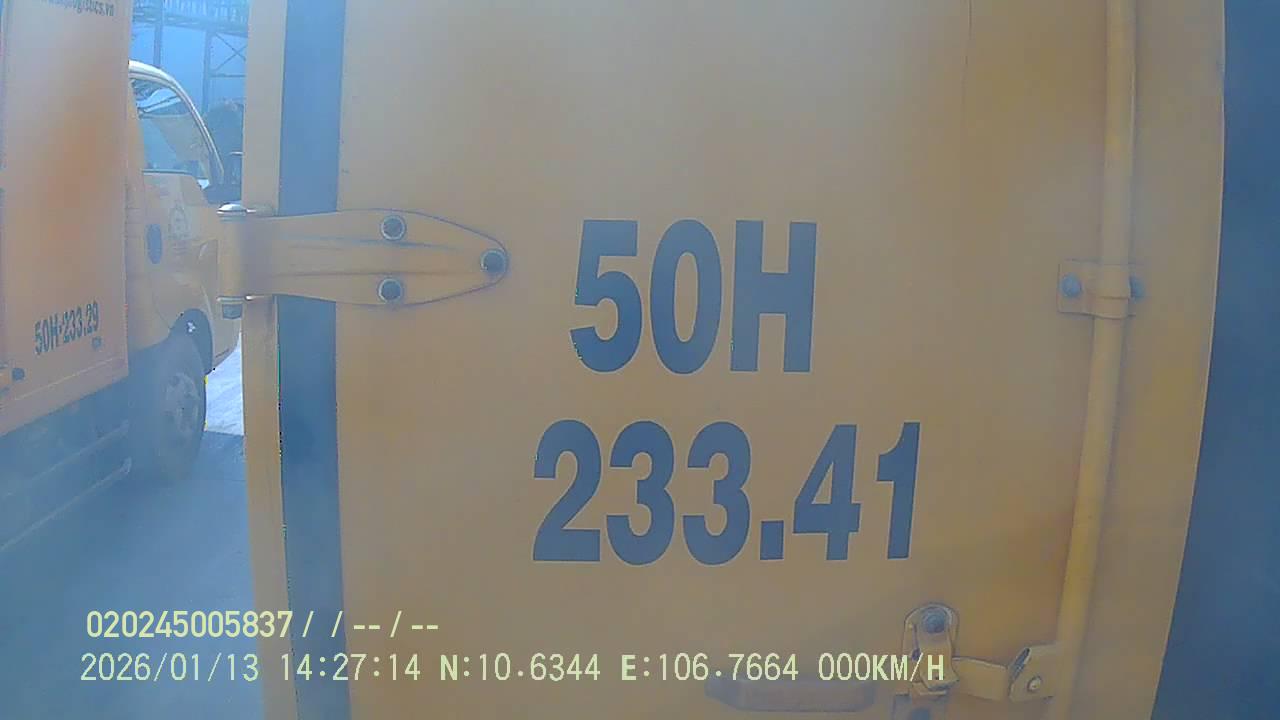 50H-233.29
50H
233.41
020245005837/ / -- / --
2026/01/13 14:27:14 N:10.6344 E:106.7664 000KM/H